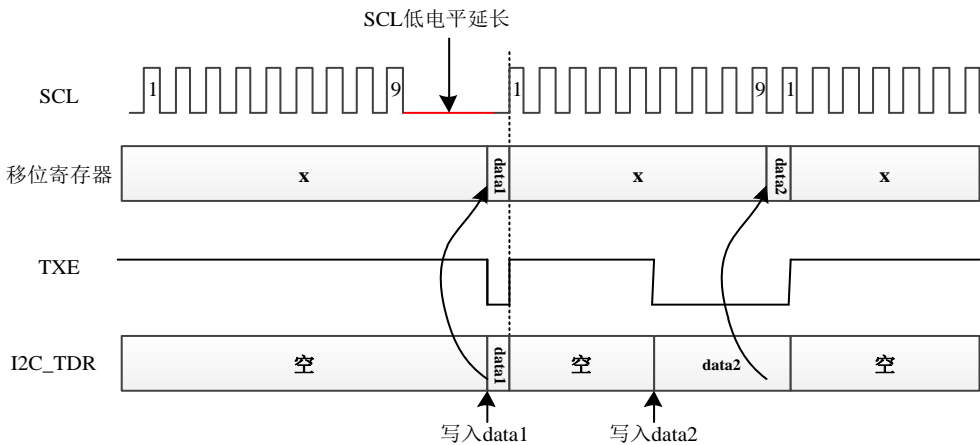 SCL低电平延长
SCL
1
9
1
9
1
移位寄存器
x
data1
x
data2
x
TXE
I2C_TDR
空
data1
空
data2
空
写入data1
写入data2